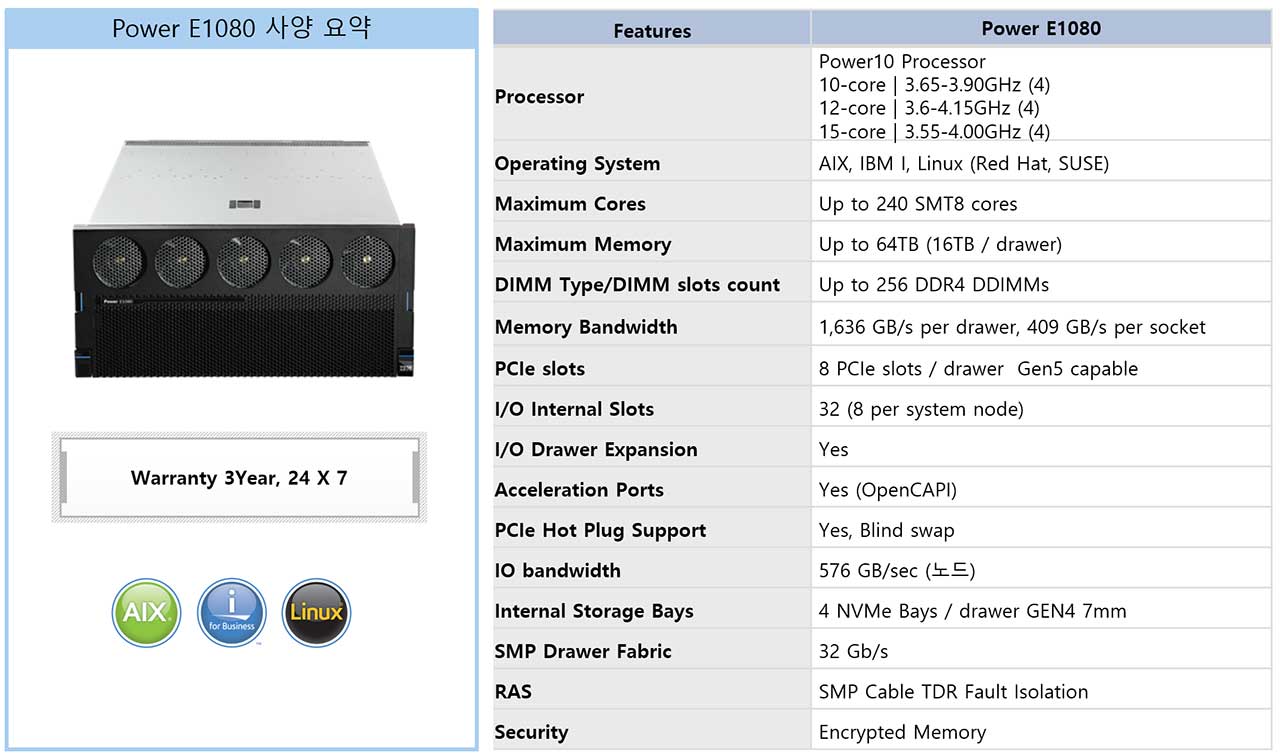 Power E1080 사양 요약
Power E1080
IBM
Warranty 3Year, 24 X 7
AIX
i
for Business
™
Linux
Features
Power E1080
Processor
Power10 Processor
10-core | 3.65-3.90GHz (4)
12-core | 3.6-4.15GHz (4)
15-core | 3.55-4.00GHz (4)
Operating System
AIX, IBM I, Linux (Red Hat, SUSE)
Maximum Cores
Up to 240 SMT8 cores
Maximum Memory
Up to 64TB (16TB / drawer)
DIMM Type/DIMM slots count
Up to 256 DDR4 DDIMMs
Memory Bandwidth
1,636 GB/s per drawer, 409 GB/s per socket
PCIe slots
8 PCIe slots / drawer  Gen5 capable
I/O Internal Slots
32 (8 per system node)
I/O Drawer Expansion
Yes
Acceleration Ports
Yes (OpenCAPI)
PCIe Hot Plug Support
Yes, Blind swap
IO bandwidth
576 GB/sec (노드)
Internal Storage Bays
4 NVMe Bays / drawer GEN4 7mm
SMP Drawer Fabric
32 Gb/s
RAS
SMP Cable TDR Fault Isolation
Security
Encrypted Memory